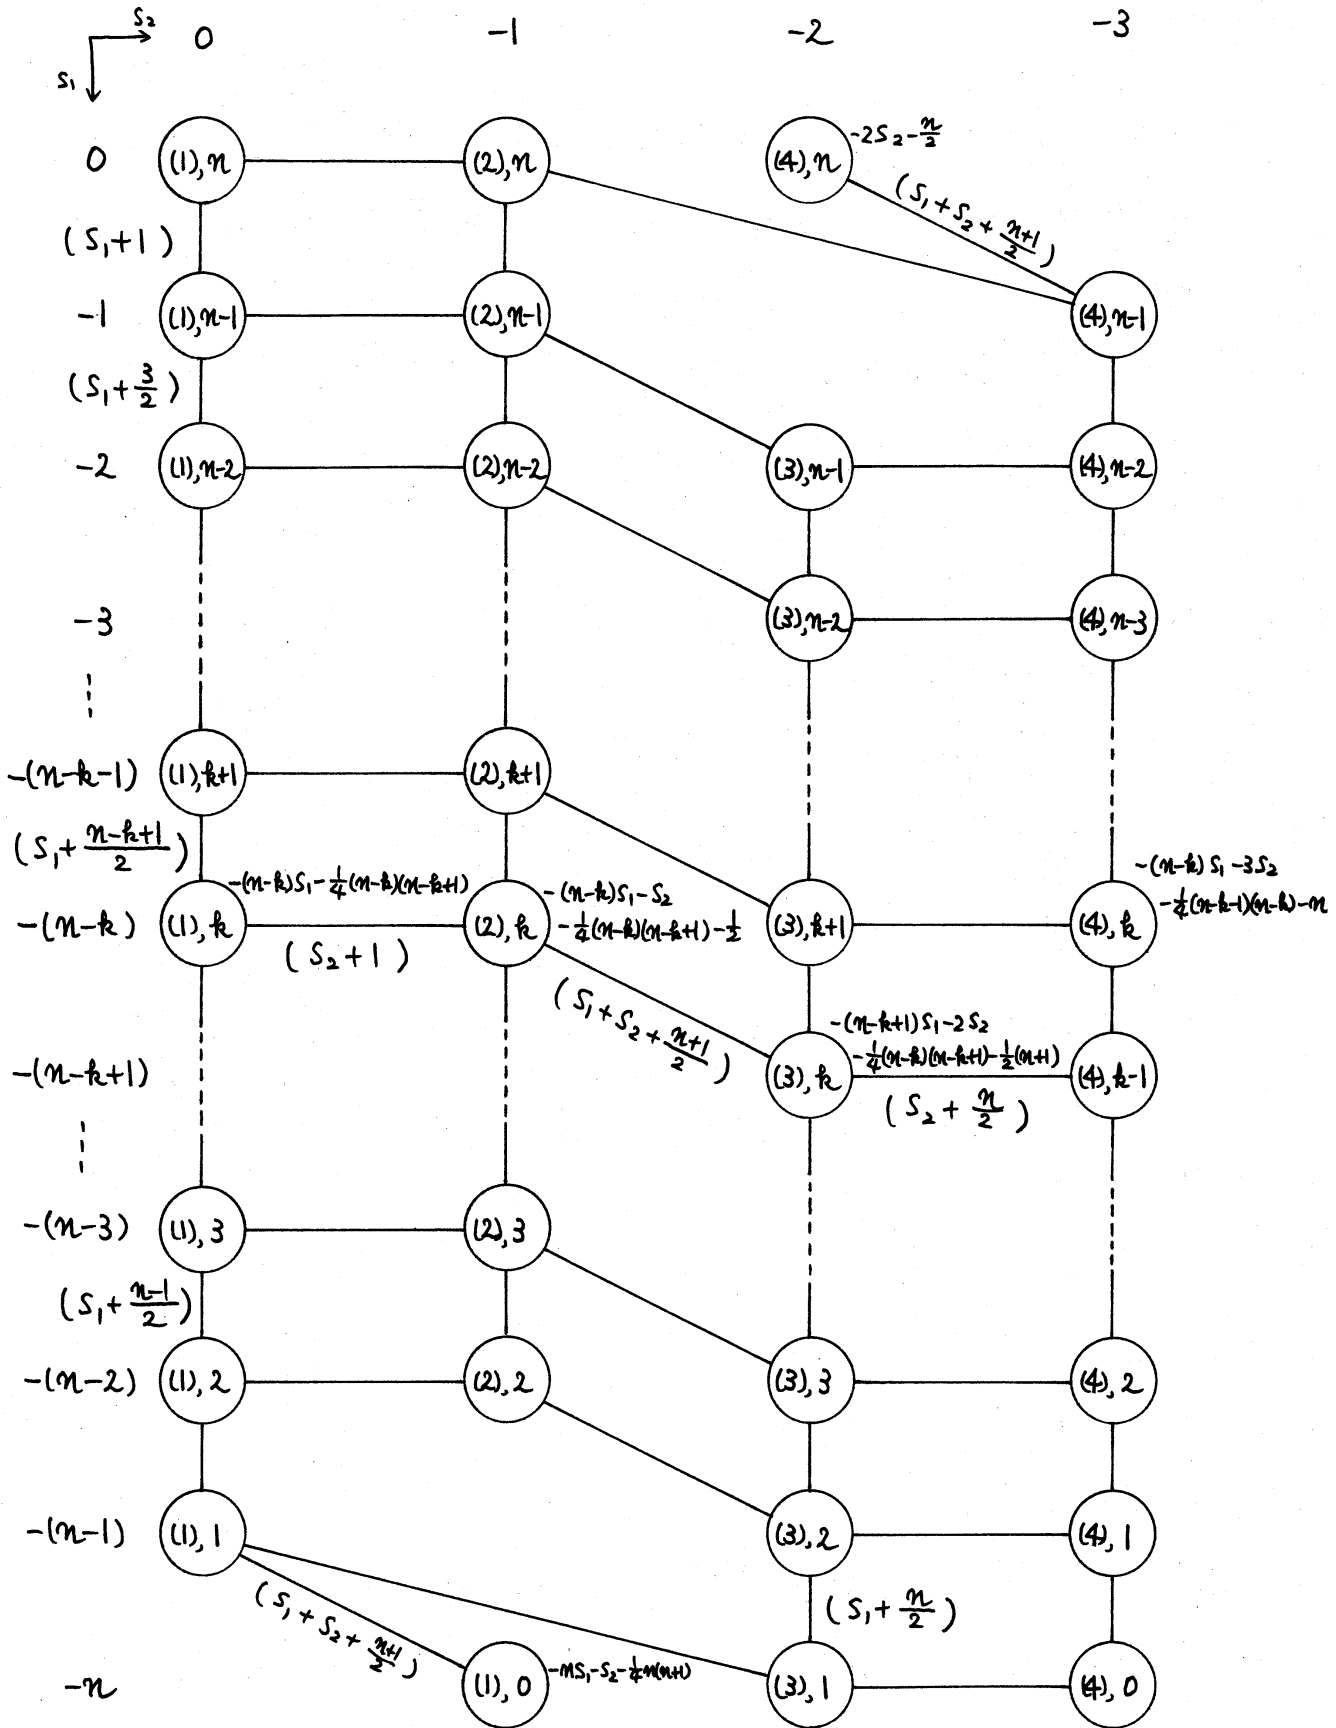 S₂ 0 -1 -2 -3
S₁
0 (1), n (2), n (4), n -2S₂-n/2
(S₁+S₂+(n+1)/2)
(S₁+1)
-1 (1), n-1 (2), n-1 (4), n-1
(S₁+3/2)
-2 (1), n-2 (2), n-2 (3), n-1 (4), n-2
-3 (3), n-2 (4), n-3
-(n-k-1) (1), k+1 (2), k+1
(S₁+(n-k+1)/2)
-(n-k)S₁-3S₂
-(n-k)S₁-¼(n-k)(n-k+1) -(n-k)S₁-S₂
-¼(n-k-1)(n-k)-n
-(n-k) (1), k (2), k -¼(n-k)(n-k+1)-½ (3), k+1 (4), k
(S₂+1)
(S₁+S₂+(n+1)/2)
-(n-k+1)S₁-2S₂
-¼(n-k)(n-k+1)-½(n+1)
-(n-k+1) (3), k (4), k-1
(S₂+n/2)
-(n-3) (1), 3 (2), 3
(S₁+(n-1)/2)
-(n-2) (1), 2 (2), 2 (3), 3 (4), 2
-(n-1) (1), 1 (3), 2 (4), 1
(S₁+S₂+(n+1)/2) (S₁+n/2)
-n (1), 0 -nS₁-S₂-¼n(n+1) (3), 1 (4), 0